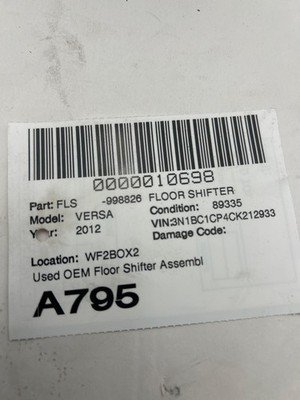 0000010698
Part: FLS -998826 FLOOR SHIFTER
Model: VERSA Condition: 89335
Year: 2012 VIN:3N1BC1CP4CK212933
Damage Code:
Location: WF2BOX2
Used OEM Floor Shifter Assembl
A795